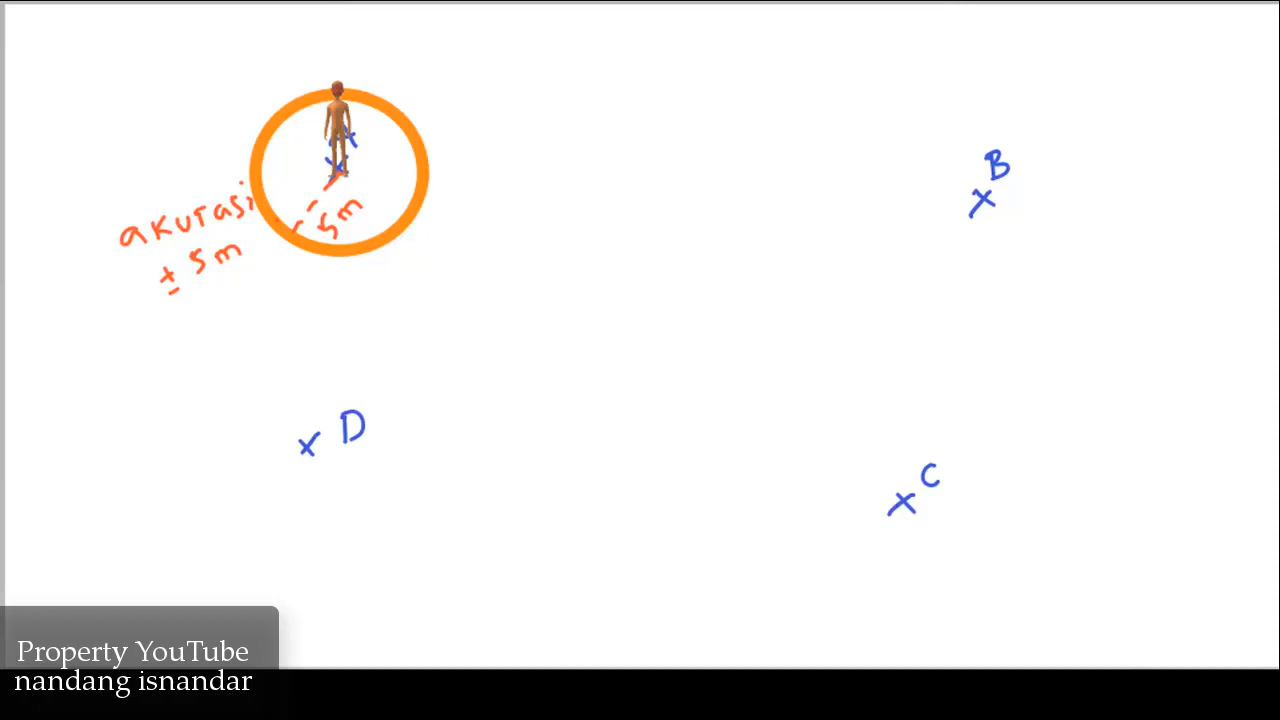 A
B
akurasi
± 5m
5m
D
C
Property YouTube
nandang isnandar